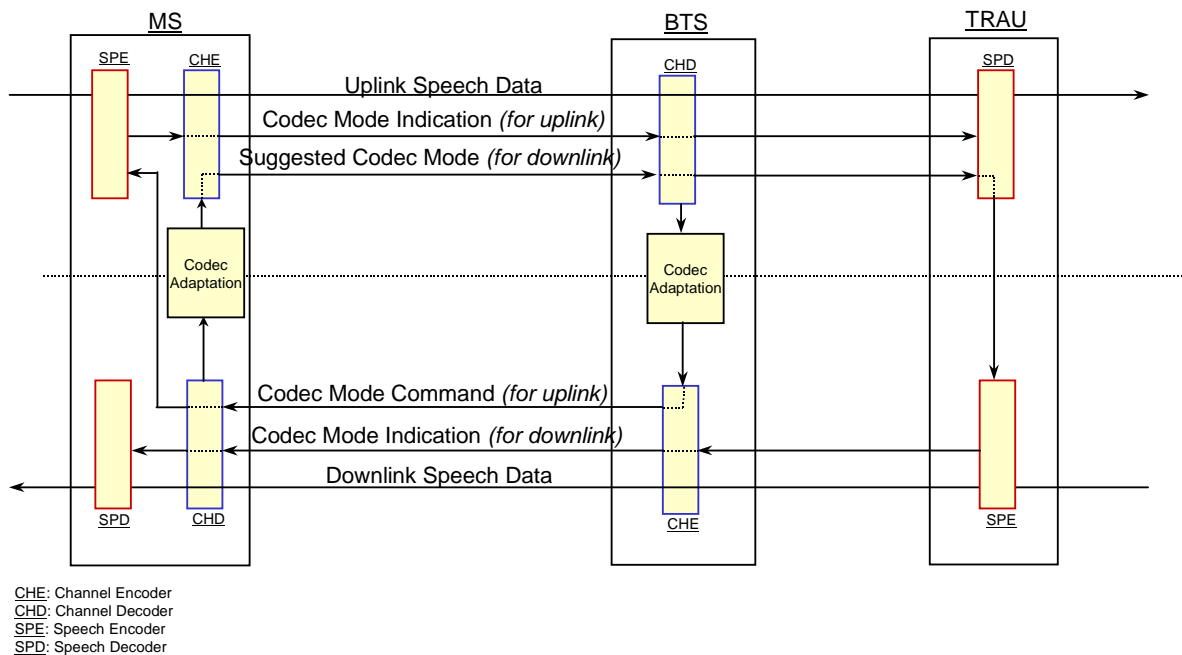 MS
BTS
TRAU
SPE
CHE
CHD
SPD
Uplink Speech Data
Codec Mode Indication (for uplink)
Suggested Codec Mode (for downlink)
Codec
Adaptation
Codec
Adaptation
Codec Mode Command (for uplink)
Codec Mode Indication (for downlink)
Downlink Speech Data
SPD
CHD
CHE
SPE
CHE: Channel Encoder
CHD: Channel Decoder
SPE: Speech Encoder
SPD: Speech Decoder